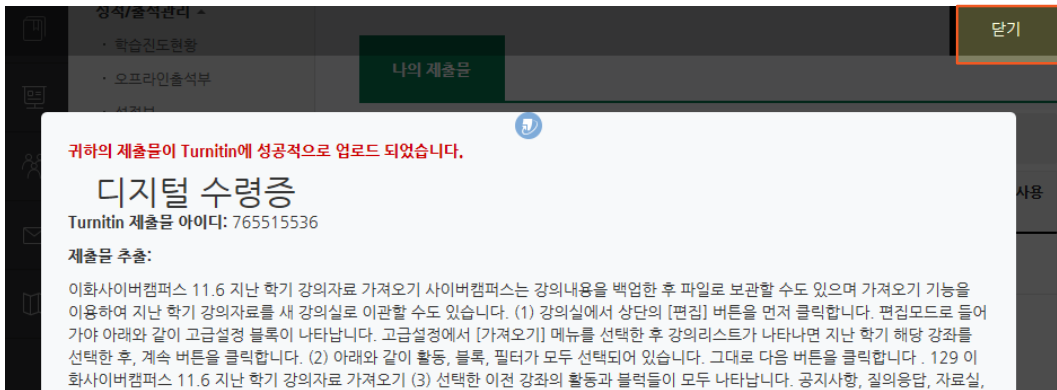 성적/출석관리
· 학습진도현황
· 오프라인출석부
닫기
나의 제출물
사용
귀하의 제출물이 Turnitin에 성공적으로 업로드 되었습니다.
디지털 수령증
Turnitin 제출물 아이디: 765515536
제출물 추출:
이화사이버캠퍼스 11.6 지난 학기 강의자료 가져오기 사이버캠퍼스는 강의내용을 백업한 후 파일로 보관할 수도 있으며 가져오기 기능을
이용하여 지난 학기 강의자료를 새 강의실로 이관할 수도 있습니다. (1) 강의실에서 상단의 [편집] 버튼을 먼저 클릭합니다. 편집모드로 들어
가야 아래와 같이 고급설정 블록이 나타납니다. 고급설정에서 [가져오기] 메뉴를 선택한 후 강의리스트가 나타나면 지난 학기 해당 강좌를
선택한 후, 계속 버튼을 클릭합니다. (2) 아래와 같이 활동, 블록, 필터가 모두 선택되어 있습니다. 그대로 다음 버튼을 클릭합니다 . 129 이
화사이버캠퍼스 11.6 지난 학기 강의자료 가져오기 (3) 선택한 이전 강좌의 활동과 블럭들이 모두 나타납니다. 공지사항, 질의응답, 자료실,